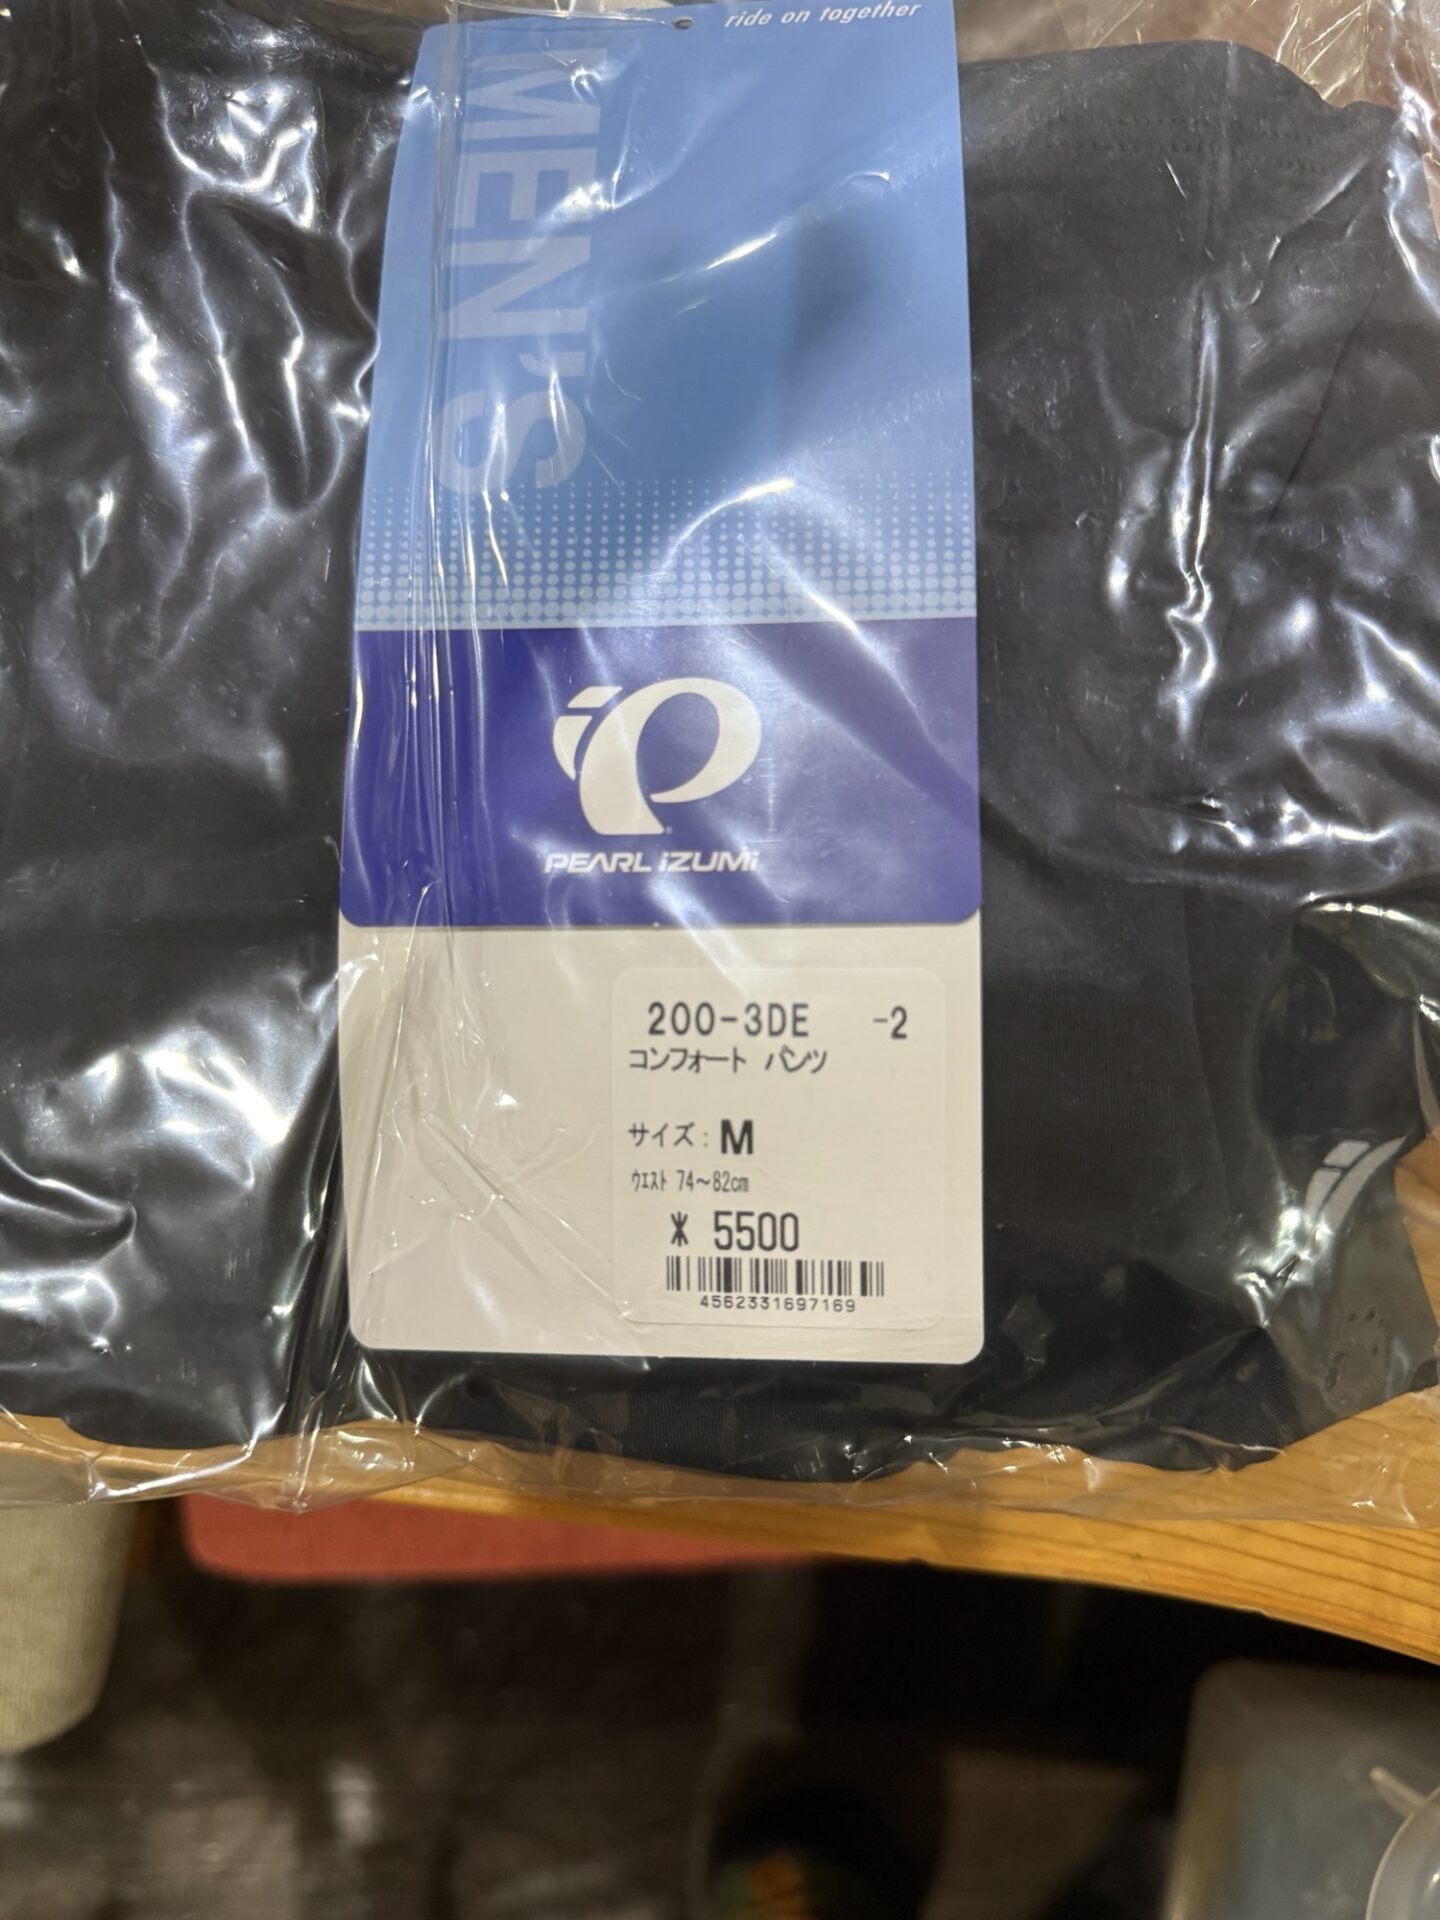 ride on together
MEN'S
PEARL iZUMi
200-3DE -2
コンフォート パンツ
サイズ: M
ウエスト 74〜82cm
5500
4562331697169